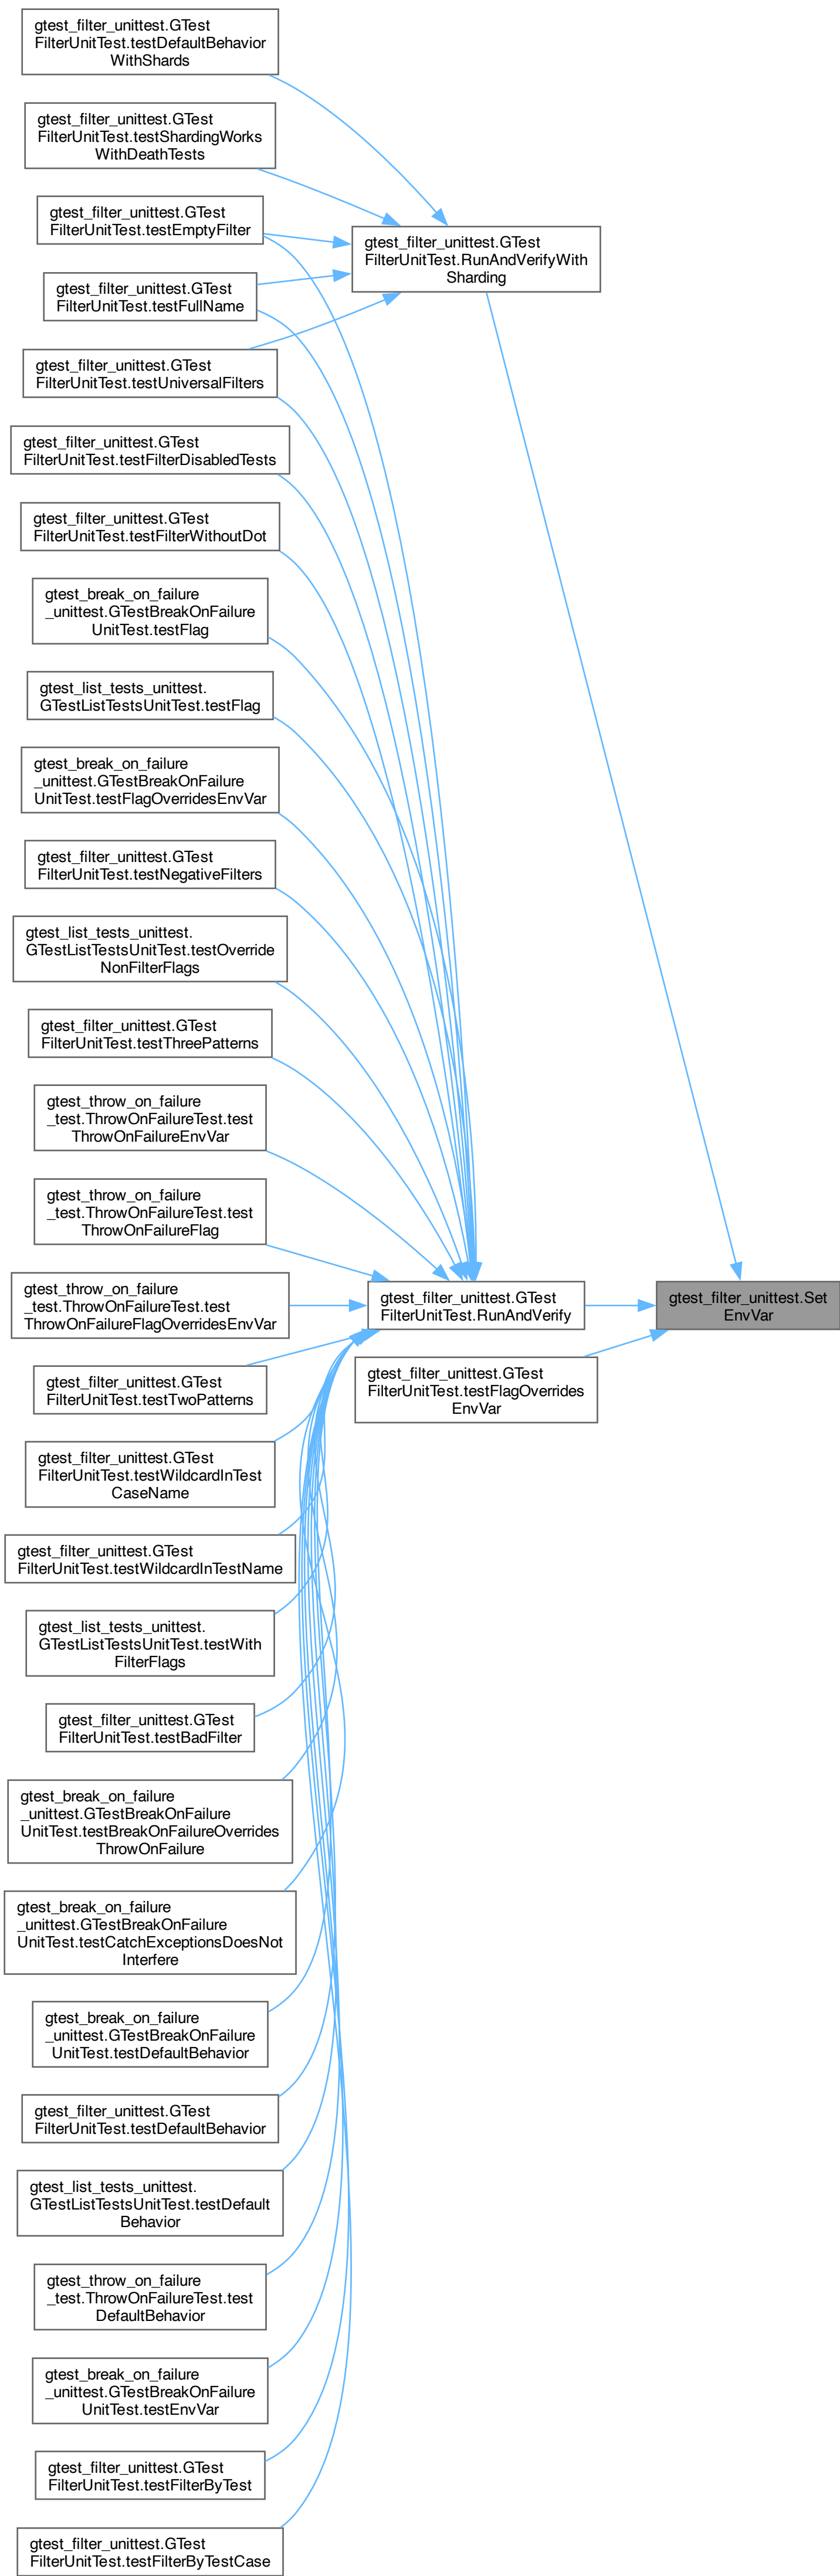 gtest_filter_unittest.GTest
FilterUnitTest.testDefaultBehavior
WithShards
gtest_filter_unittest.GTest
FilterUnitTest.testShardingWorks
WithDeathTests
gtest_filter_unittest.GTest
FilterUnitTest.testEmptyFilter
gtest_filter_unittest.GTest
FilterUnitTest.RunAndVerifyWith
Sharding
gtest_filter_unittest.GTest
FilterUnitTest.testFullName
gtest_filter_unittest.GTest
FilterUnitTest.testUniversalFilters
gtest_filter_unittest.GTest
FilterUnitTest.testFilterDisabledTests
gtest_filter_unittest.GTest
FilterUnitTest.testFilterWithoutDot
gtest_break_on_failure
_unittest.GTestBreakOnFailure
UnitTest.testFlag
gtest_list_tests_unittest.
GTestListTestsUnitTest.testFlag
gtest_break_on_failure
_unittest.GTestBreakOnFailure
UnitTest.testFlagOverridesEnvVar
gtest_filter_unittest.GTest
FilterUnitTest.testNegativeFilters
gtest_list_tests_unittest.
GTestListTestsUnitTest.testOverride
NonFilterFlags
gtest_filter_unittest.GTest
FilterUnitTest.testThreePatterns
gtest_throw_on_failure
_test.ThrowOnFailureTest.test
ThrowOnFailureEnvVar
gtest_throw_on_failure
_test.ThrowOnFailureTest.test
ThrowOnFailureFlag
gtest_throw_on_failure
_test.ThrowOnFailureTest.test
ThrowOnFailureFlagOverridesEnvVar
gtest_filter_unittest.GTest
FilterUnitTest.RunAndVerify
gtest_filter_unittest.Set
EnvVar
gtest_filter_unittest.GTest
FilterUnitTest.testTwoPatterns
gtest_filter_unittest.GTest
FilterUnitTest.testFlagOverrides
EnvVar
gtest_filter_unittest.GTest
FilterUnitTest.testWildcardInTest
CaseName
gtest_filter_unittest.GTest
FilterUnitTest.testWildcardInTestName
gtest_list_tests_unittest.
GTestListTestsUnitTest.testWith
FilterFlags
gtest_filter_unittest.GTest
FilterUnitTest.testBadFilter
gtest_break_on_failure
_unittest.GTestBreakOnFailure
UnitTest.testBreakOnFailureOverrides
ThrowOnFailure
gtest_break_on_failure
_unittest.GTestBreakOnFailure
UnitTest.testCatchExceptionsDoesNot
Interfere
gtest_break_on_failure
_unittest.GTestBreakOnFailure
UnitTest.testDefaultBehavior
gtest_filter_unittest.GTest
FilterUnitTest.testDefaultBehavior
gtest_list_tests_unittest.
GTestListTestsUnitTest.testDefault
Behavior
gtest_throw_on_failure
_test.ThrowOnFailureTest.test
DefaultBehavior
gtest_break_on_failure
_unittest.GTestBreakOnFailure
UnitTest.testEnvVar
gtest_filter_unittest.GTest
FilterUnitTest.testFilterByTest
gtest_filter_unittest.GTest
FilterUnitTest.testFilterByTestCase